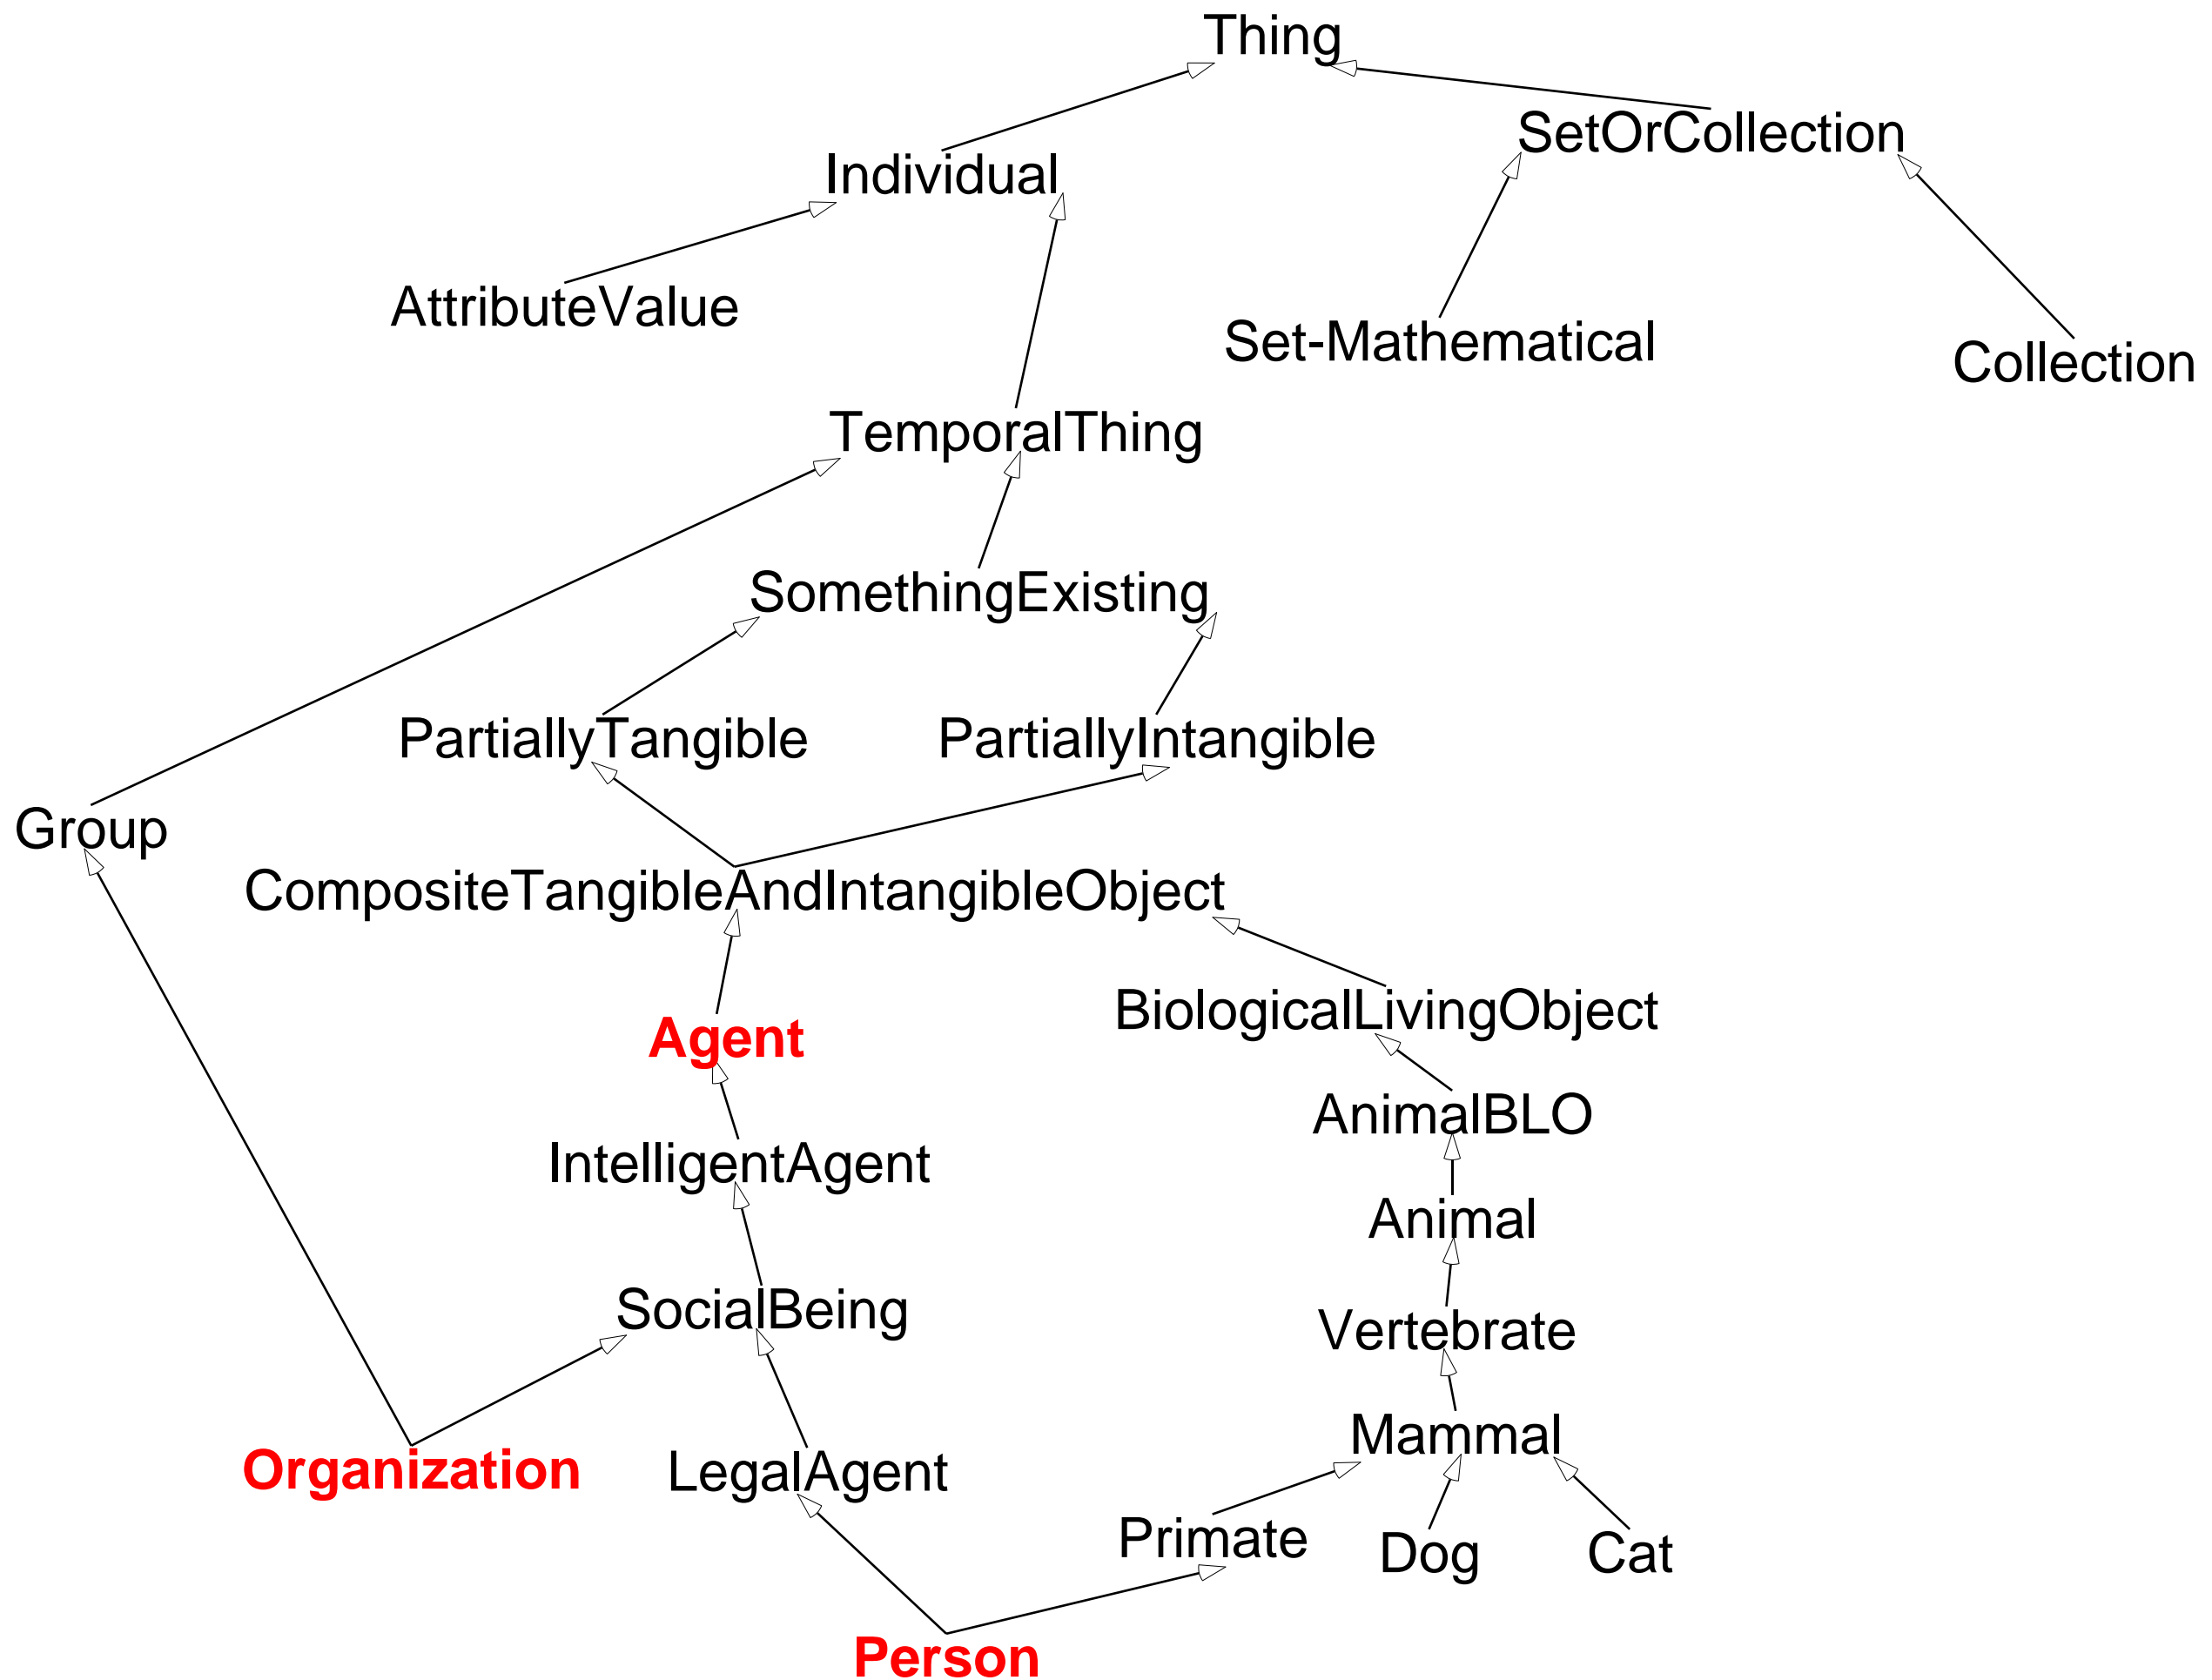 Thing
SetOrCollection
Individual
AttributeValue
Set-Mathematical
Collection
TemporalThing
SomethingExisting
PartiallyTangible
PartiallyIntangible
Group
CompositeTangibleAndIntangibleObject
BiologicalLivingObject
Agent
AnimalBLO
IntelligentAgent
Animal
SocialBeing
Vertebrate
Mammal
Organization
LegalAgent
Primate
Dog
Cat
Person